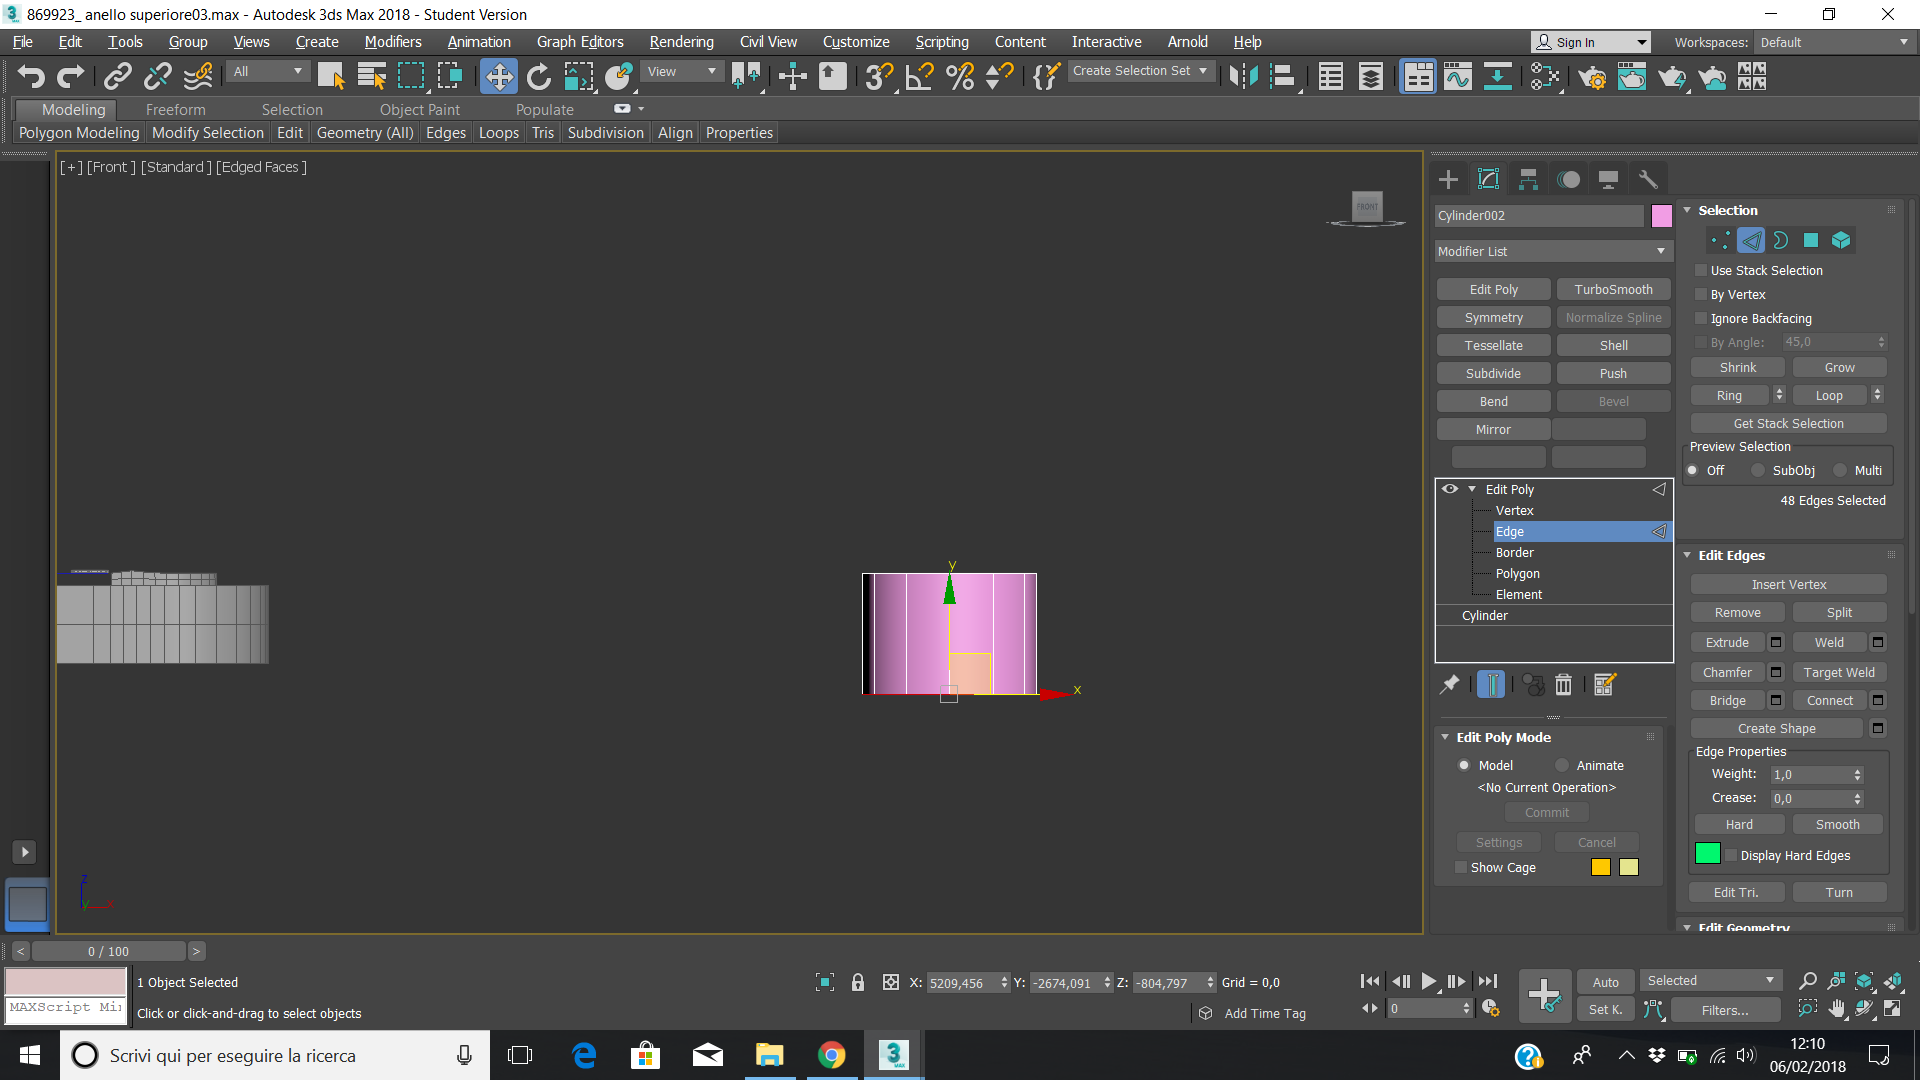 869923_ anello superiore03.max - Autodesk 3ds Max 2018 - Student Version
File Edit Tools Group Views Create Modifiers Animation Graph Editors Rendering Civil View Customize Scripting Content Interactive Arnold Help Sign In Workspaces: Default
All View Create Selection Set
Modeling Freeform Selection Object Paint Populate
Polygon Modeling Modify Selection Edit Geometry (All) Edges Loops Tris Subdivision Align Properties
[+] [Front ] [Standard ] [Edged Faces ]
FRONT
Cylinder002
Modifier List
Edit Poly TurboSmooth
Symmetry Normalize Spline
Tessellate Shell
Subdivide Push
Bend Bevel
Mirror
Edit Poly
Vertex
Edge
Border
Polygon
Element
Cylinder
Edit Poly Mode
Model Animate
<No Current Operation>
Commit
Settings Cancel
Show Cage
Selection
Use Stack Selection
By Vertex
Ignore Backfacing
By Angle: 45,0
Shrink Grow
Ring Loop
Get Stack Selection
Preview Selection
Off SubObj Multi
48 Edges Selected
Edit Edges
Insert Vertex
Remove Split
Extrude Weld
Chamfer Target Weld
Bridge Connect
Create Shape
Edge Properties
Weight: 1,0
Crease: 0,0
Hard Smooth
Display Hard Edges
Edit Tri. Turn
Edit Geometry
y
x
z
y
x
< 0 / 100 >
MAXScript Mi
1 Object Selected
Click or click-and-drag to select objects
X: 5209,456 Y: -2674,091 Z: -804,797 Grid = 0,0
Add Time Tag
0
Auto Selected
Set K. Filters...
Scrivi qui per eseguire la ricerca
3
MAX
12:10
06/02/2018